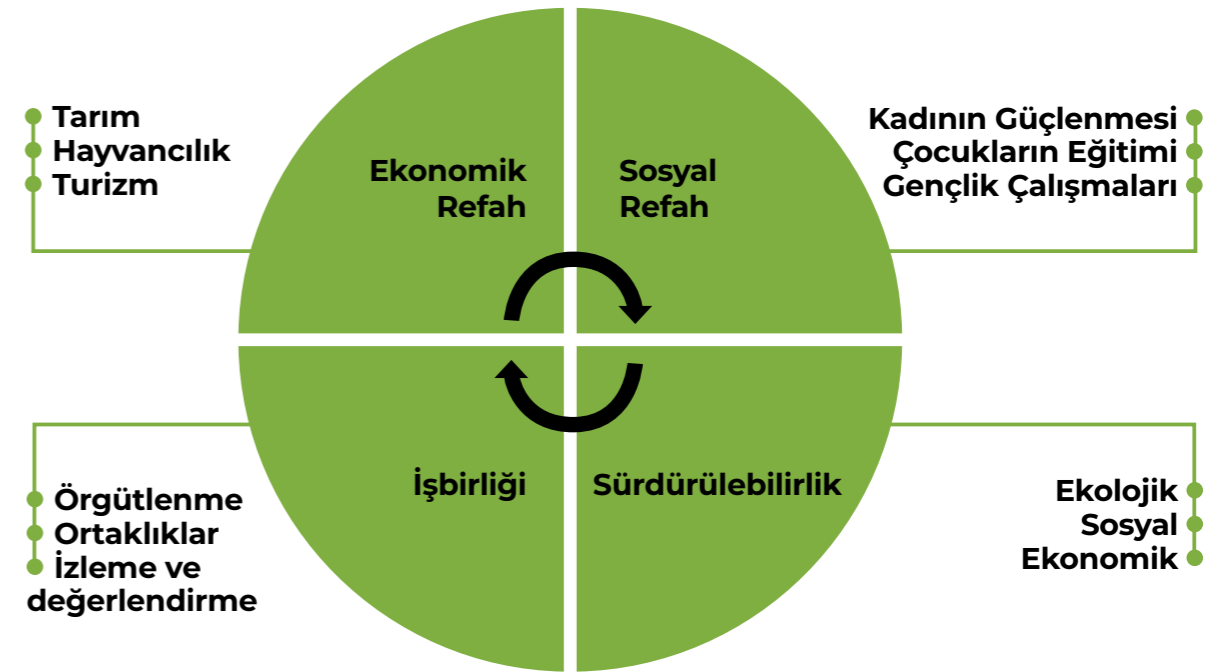 Tarım
Hayvancılık
Turizm
Ekonomik
Refah
Sosyal
Refah
Kadının Güçlenmesi
Çocukların Eğitimi
Gençlik Çalışmaları
Örgütlenme
Ortaklıklar
İzleme ve
değerlendirme
İşbirliği
Sürdürülebilirlik
Ekolojik
Sosyal
Ekonomik